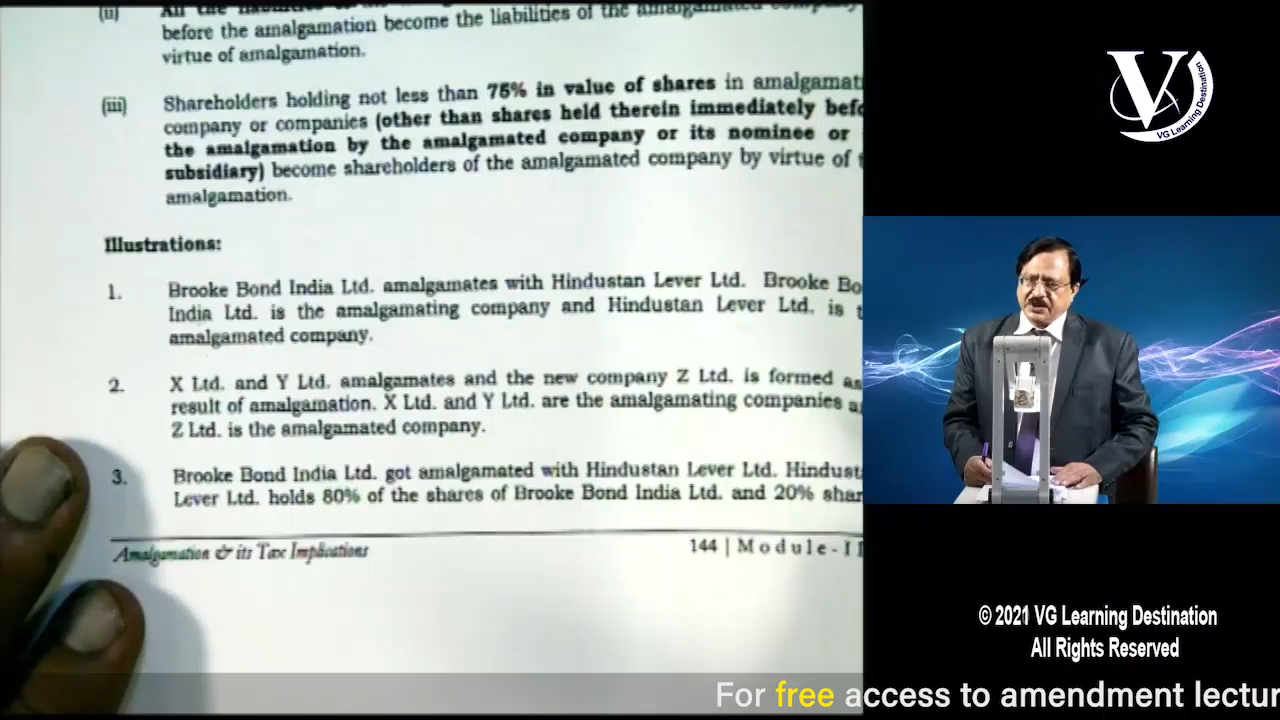 (ii) All the liabilities of the
before the amalgamation become the liabilities of the amalgamated company
virtue of amalgamation.
(iii) Shareholders holding not less than 75% in value of shares in amalgamati
company or companies (other than shares held therein immediately befo
the amalgamation by the amalgamated company or its nominee or
subsidiary) become shareholders of the amalgamated company by virtue of t
amalgamation.
Illustrations:
1. Brooke Bond India Ltd. amalgamates with Hindustan Lever Ltd. Brooke Bo
India Ltd. is the amalgamating company and Hindustan Lever Ltd. is t
amalgamated company.
2. X Ltd. and Y Ltd. amalgamates and the new company Z Ltd. is formed as
result of amalgamation. X Ltd. and Y Ltd. are the amalgamating companies a
Z Ltd. is the amalgamated company.
3. Brooke Bond India Ltd. got amalgamated with Hindustan Lever Ltd. Hindust
Lever Ltd. holds 80% of the shares of Brooke Bond India Ltd. and 20% shar
Amalgamation & its Tax Implications 144 | Module-II
V
VG Learning Destination
© 2021 VG Learning Destination
All Rights Reserved
For free access to amendment lectur